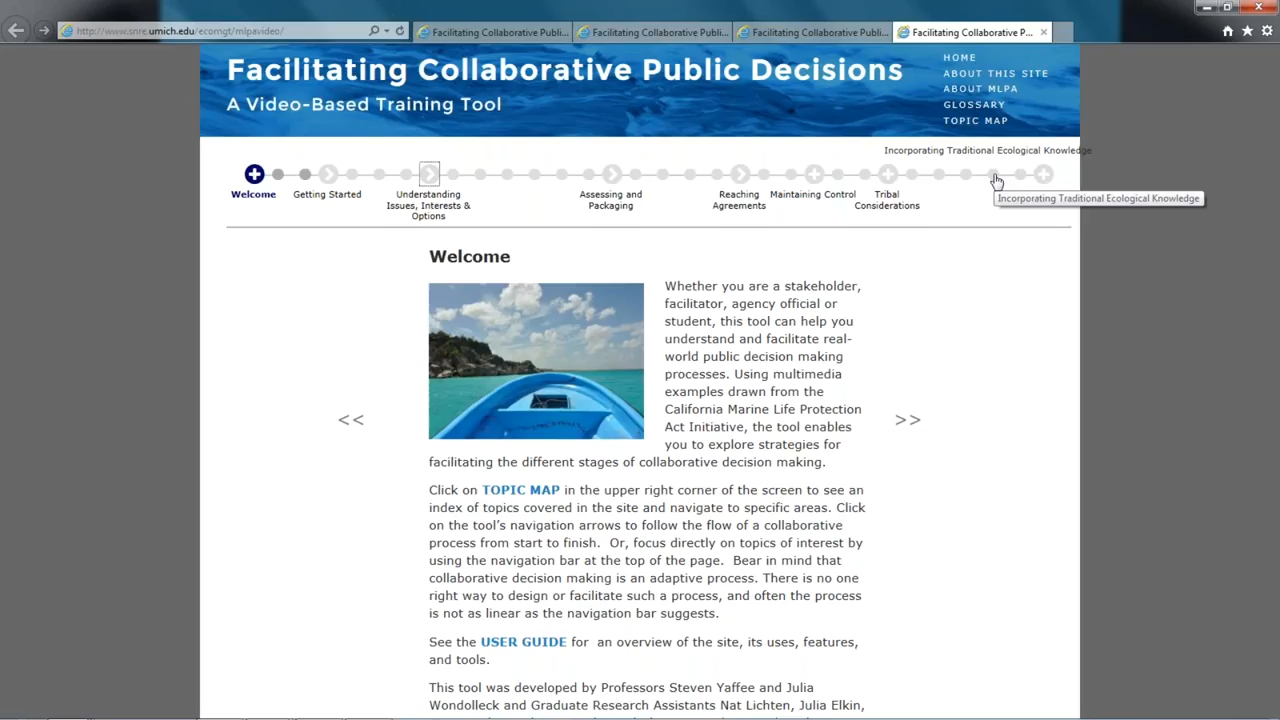 http://www.snre.umich.edu/ecomgt/mlpavideo/
Facilitating Collaborative Publi...
Facilitating Collaborative Publi...
Facilitating Collaborative Publi...
Facilitating Collaborative P...
Facilitating Collaborative Public Decisions
A Video-Based Training Tool
HOME
ABOUT THIS SITE
ABOUT MLPA
GLOSSARY
TOPIC MAP
Incorporating Traditional Ecological Knowledge
Welcome
Getting Started
Understanding
Issues, Interests &
Options
Assessing and
Packaging
Reaching
Agreements
Maintaining Control
Tribal
Considerations
Incorporating Traditional Ecological Knowledge
Welcome
Whether you are a stakeholder,
facilitator, agency official or
student, this tool can help you
understand and facilitate real-
world public decision making
processes. Using multimedia
examples drawn from the
California Marine Life Protection
Act Initiative, the tool enables
you to explore strategies for
facilitating the different stages of collaborative decision making.
<<
>>
Click on TOPIC MAP in the upper right corner of the screen to see an
index of topics covered in the site and navigate to specific areas. Click
on the tool's navigation arrows to follow the flow of a collaborative
process from start to finish.  Or, focus directly on topics of interest by
using the navigation bar at the top of the page.  Bear in mind that
collaborative decision making is an adaptive process. There is no one
right way to design or facilitate such a process, and often the process
is not as linear as the navigation bar suggests.
See the USER GUIDE for  an overview of the site, its uses, features,
and tools.
This tool was developed by Professors Steven Yaffee and Julia
Wondolleck and Graduate Research Assistants Nat Lichten, Julia Elkin,